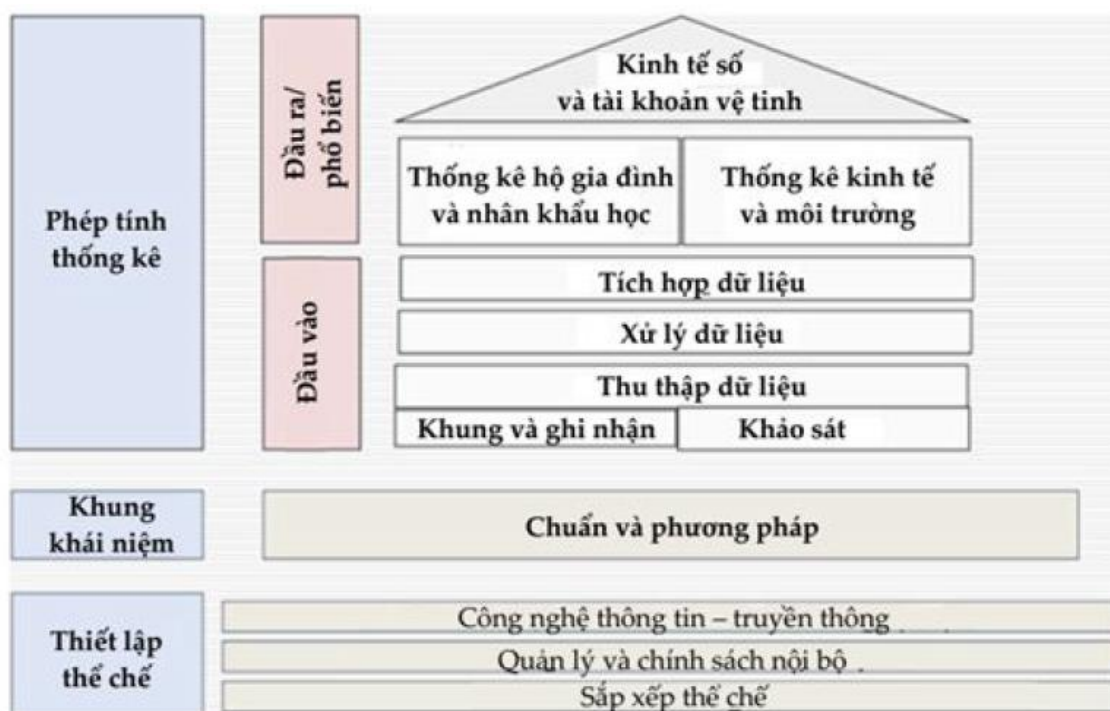 Phép tính
thống kê
Đầu ra/
phổ biến
Kinh tế số
và tài khoản vệ tinh
Thống kê hộ gia đình
và nhân khẩu học
Thống kê kinh tế
và môi trường
Đầu vào
Tích hợp dữ liệu
Xử lý dữ liệu
Thu thập dữ liệu
Khung và ghi nhận
Khảo sát
Khung
khái niệm
Chuẩn và phương pháp
Thiết lập
thể chế
Công nghệ thông tin – truyền thông
Quản lý và chính sách nội bộ
Sắp xếp thể chế